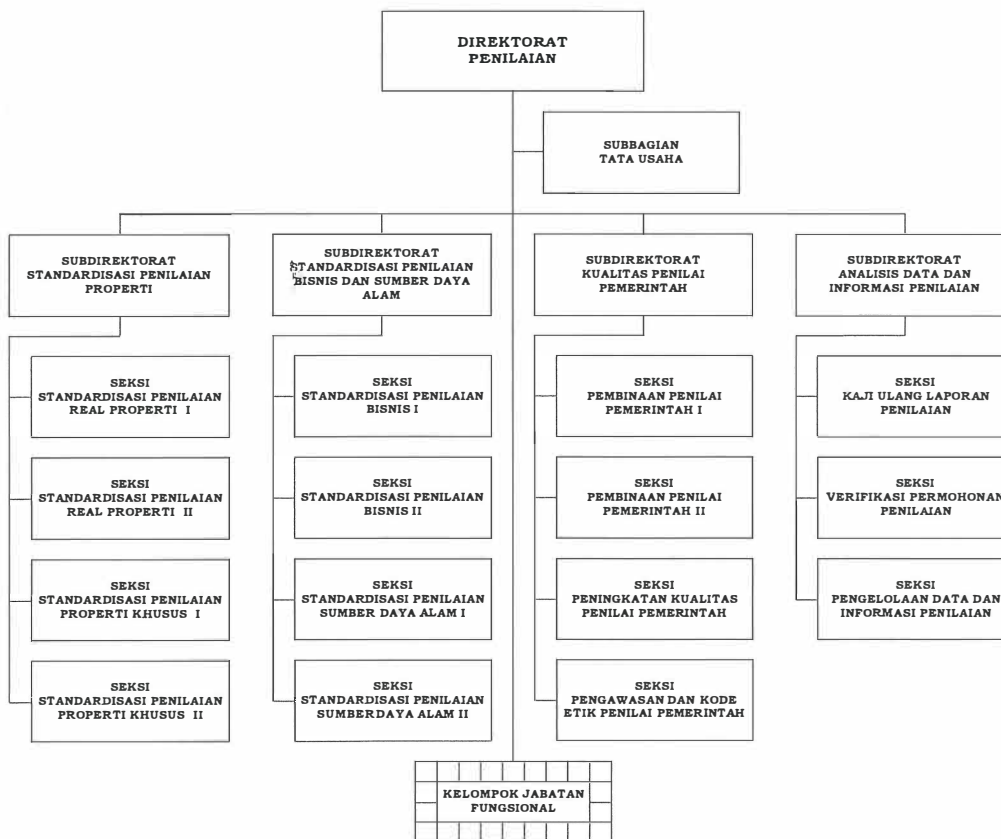 DIREKTORAT
PENILAIAN
SUBBAGIAN
TATA USAHA
SUBDIREKTORAT
STANDARDISASI PENILAIAN
PROPERTI
SUBDIREKTORAT
STANDARDISASI PENILAIAN
BISNIS DAN SUMBER DAYA
ALAM
SUBDIREKTORAT
KUALITAS PENILAI
PEMERINTAH
SUBDIREKTORAT
ANALISIS DATA DAN
INFORMASI PENILAIAN
SEKSI
STANDARDISASI PENILAIAN
REAL PROPERTI I
SEKSI
STANDARDISASI PENILAIAN
BISNIS I
SEKSI
PEMBINAAN PENILAI
PEMERINTAH I
SEKSI
KAJI ULANG LAPORAN
PENILAIAN
SEKSI
STANDARDISASI PENILAIAN
REAL PROPERTI II
SEKSI
STANDARDISASI PENILAIAN
BISNIS II
SEKSI
PEMBINAAN PENILAI
PEMERINTAH II
SEKSI
VERIFIKASI PERMOHONAN
PENILAIAN
SEKSI
STANDARDISASI PENILAIAN
PROPERTI KHUSUS I
SEKSI
STANDARDISASI PENILAIAN
SUMBER DAYA ALAM I
SEKSI
PENINGKATAN KUALITAS
PENILAI PEMERINTAH
SEKSI
PENGELOLAAN DATA DAN
INFORMASI PENILAIAN
SEKSI
STANDARDISASI PENILAIAN
PROPERTI KHUSUS II
SEKSI
STANDARDISASI PENILAIAN
SUMBERDAYA ALAM II
SEKSI
PENGAWASAN DAN KODE
ETIK PENILAI PEMERINTAH
KELOMPOK JABATAN
FUNGSIONAL